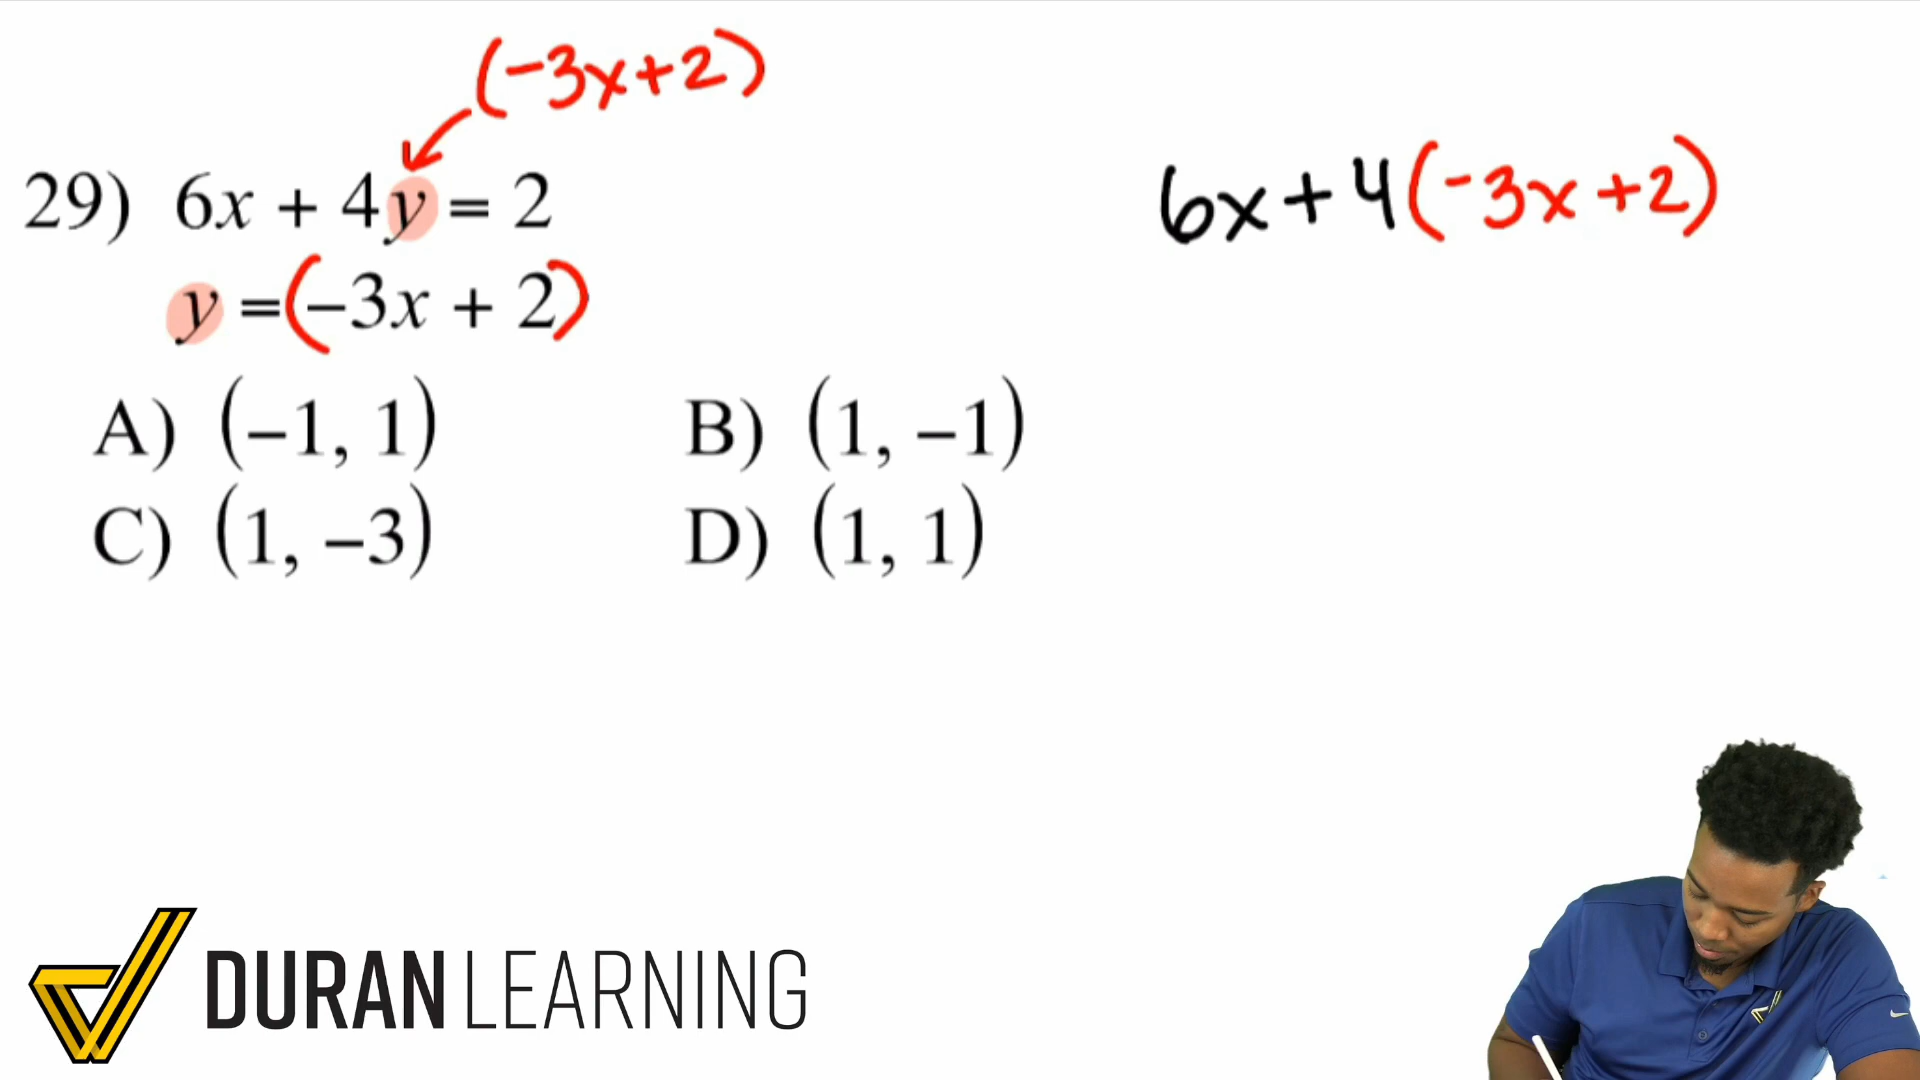 (-3x+2)
29) 6x + 4y = 2
y = (−3x + 2)
6x + 4(-3x + 2)
A) (−1, 1)
B) (1, −1)
C) (1, −3)
D) (1, 1)
DURAN LEARNING